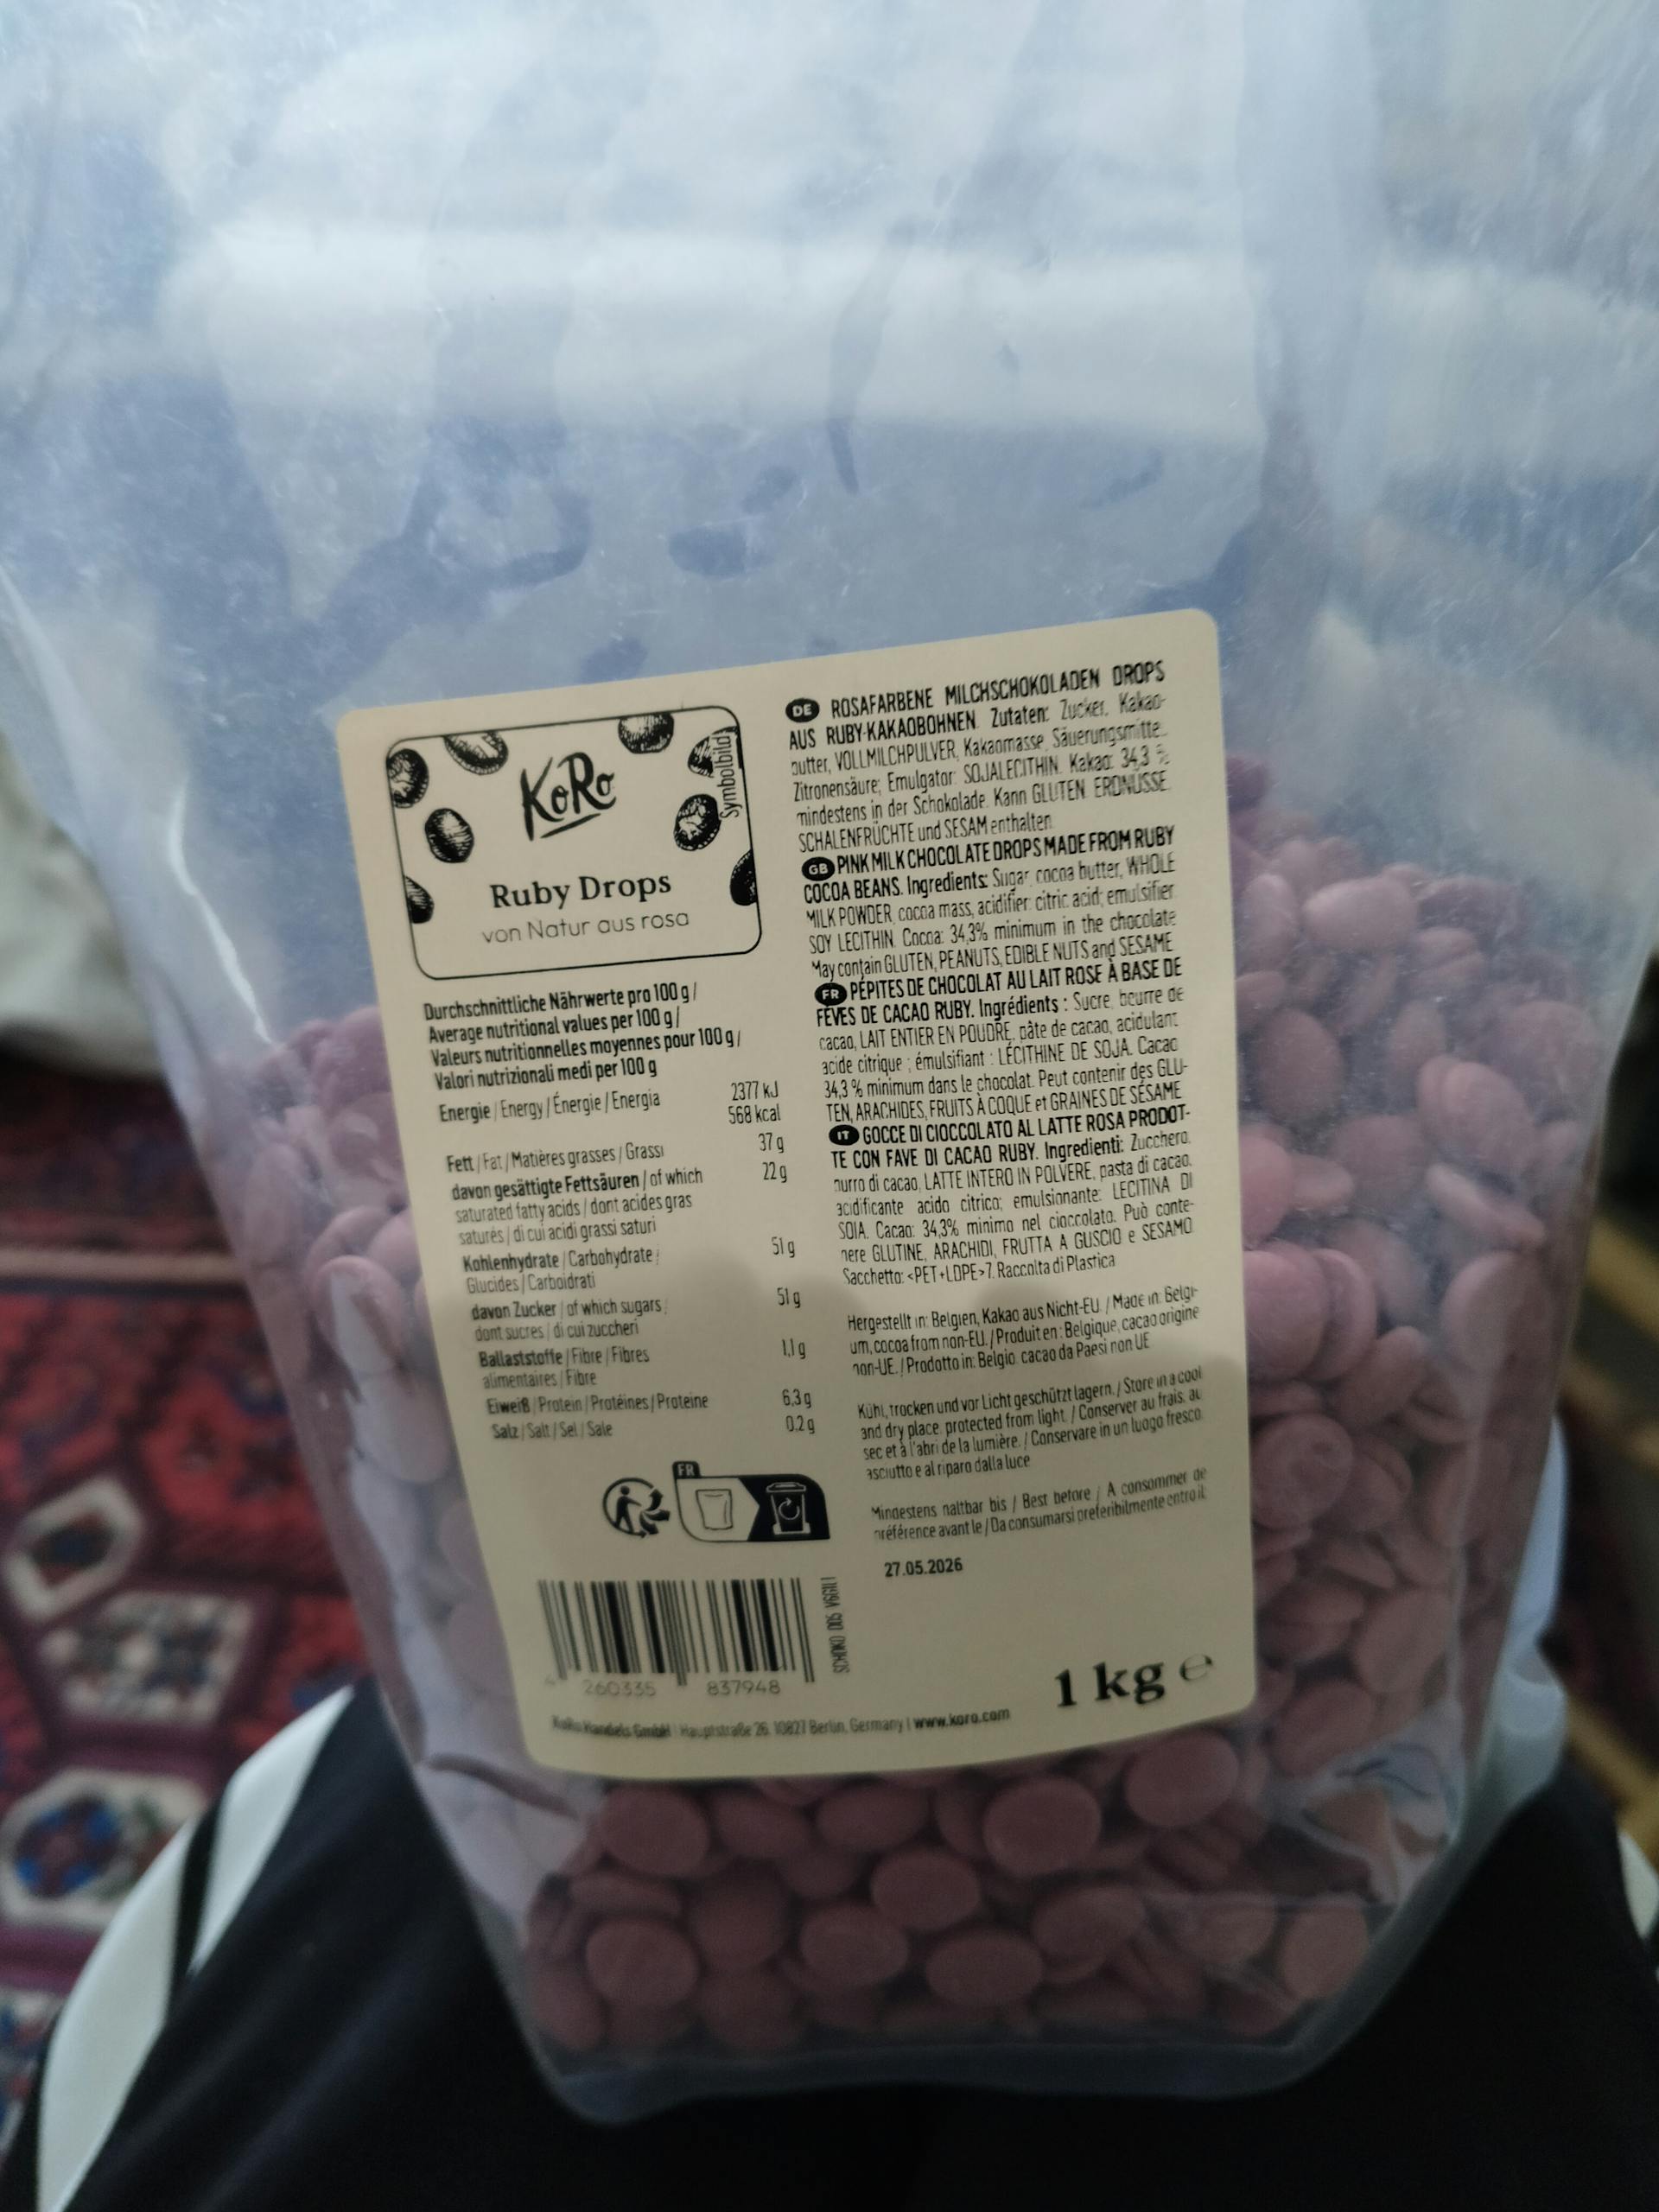 KoRo
Symbolbild
Ruby Drops
von Natur aus rosa
Durchschnittliche Nährwerte pro 100 g /
Average nutritional values per 100 g /
Valeurs nutritionnelles moyennes pour 100 g /
Valori nutrizionali medi per 100 g
Energie / Energy / Énergie / Energia 2377 kJ
568 kcal
Fett / Fat / Matières grasses / Grassi 37 g
davon gesättigte Fettsäuren / of which 22 g
saturated fatty acids / dont acides gras
saturés / di cui acidi grassi saturi
Kohlenhydrate / Carbohydrate / 51 g
Glucides / Carboidrati
davon Zucker / of which sugars / 51 g
dont sucres / di cui zuccheri
Ballaststoffe / Fibre / Fibres 1,1 g
alimentaires / Fibre
Eiweiß / Protein / Protéines / Proteine 6,3 g
Salz / Salt / Sel / Sale 0,2 g
FR
260335 837948
KoRo Handels GmbH | Hauptstraße 26, 10827 Berlin, Germany | www.koro.com
DE ROSAFARBENE MILCHSCHOKOLADEN DROPS
AUS RUBY-KAKAOBOHNEN. Zutaten: Zucker, Kakao-
butter, VOLLMILCHPULVER, Kakaomasse, Säuerungsmittel:
Zitronensäure; Emulgator: SOJALECITHIN. Kakao: 34,3 %
mindestens in der Schokolade. Kann GLUTEN, ERDNÜSSE,
SCHALENFRÜCHTE und SESAM enthalten.
GB PINK MILK CHOCOLATE DROPS MADE FROM RUBY
COCOA BEANS. Ingredients: Sugar, cocoa butter, WHOLE
MILK POWDER, cocoa mass, acidifier: citric acid; emulsifier:
SOY LECITHIN. Cocoa: 34,3% minimum in the chocolate.
May contain GLUTEN, PEANUTS, EDIBLE NUTS and SESAME.
FR PÉPITES DE CHOCOLAT AU LAIT ROSE À BASE DE
FÈVES DE CACAO RUBY. Ingrédients : Sucre, beurre de
cacao, LAIT ENTIER EN POUDRE, pâte de cacao, acidulant:
acide citrique ; émulsifiant : LÉCITHINE DE SOJA. Cacao:
34,3 % minimum dans le chocolat. Peut contenir des GLU-
TEN, ARACHIDES, FRUITS À COQUE et GRAINES DE SÉSAME.
IT GOCCE DI CIOCCOLATO AL LATTE ROSA PRODOT-
TE CON FAVE DI CACAO RUBY. Ingredienti: Zucchero,
burro di cacao, LATTE INTERO IN POLVERE, pasta di cacao,
acidificante: acido citrico; emulsionante: LECITINA DI
SOIA. Cacao: 34,3% minimo nel cioccolato. Può conte-
nere GLUTINE, ARACHIDI, FRUTTA A GUSCIO e SESAMO.
Sacchetto: <PET+LDPE>7. Raccolta di Plastica
Hergestellt in: Belgien, Kakao aus Nicht-EU. / Made in: Belgi-
um, cocoa from non-EU. / Produit en : Belgique, cacao origine
non-UE. / Prodotto in: Belgio, cacao da Paesi non UE
Kühl, trocken und vor Licht geschützt lagern. / Store in a cool
and dry place, protected from light. / Conserver au frais, au
sec et à l'abri de la lumière. / Conservare in un luogo fresco,
asciutto e al riparo dalla luce.
Mindestens haltbar bis / Best before / A consommer de
préférence avant le / Da consumarsi preferibilmente entro il:
27.05.2026
1 kg e